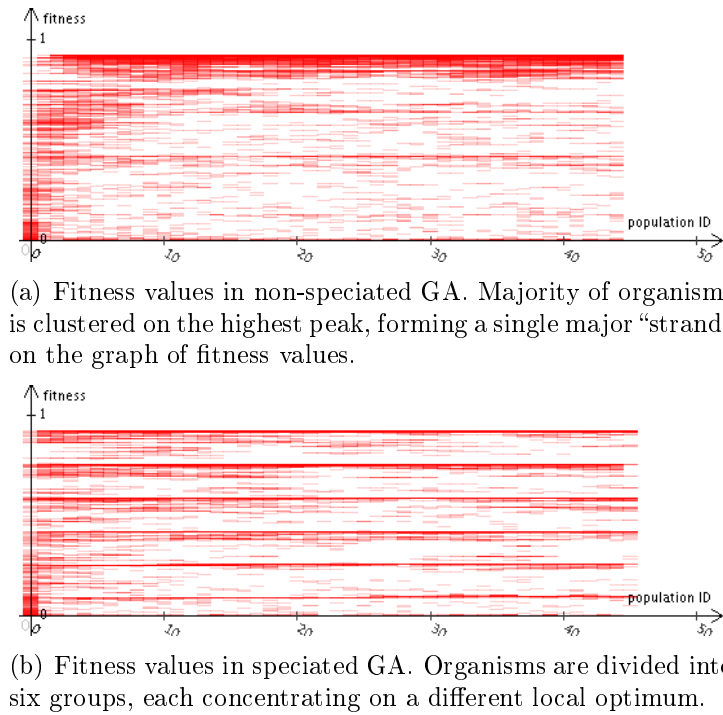 fitness
1
population ID
0
0 0 10 20 30 40 50
(a) Fitness values in non-speciated GA. Majority of organism
is clustered on the highest peak, forming a single major “strand
on the graph of fitness values.
fitness
1
population ID
0
0 0 10 20 30 40 50
(b) Fitness values in speciated GA. Organisms are divided into
six groups, each concentrating on a different local optimum.